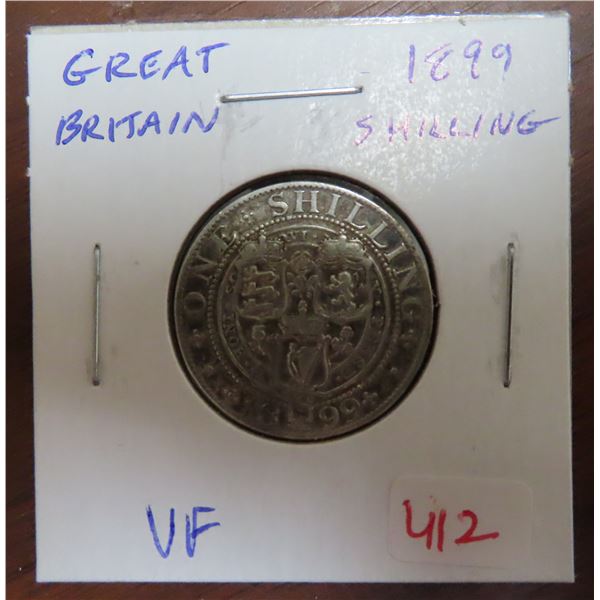 GREAT 1899
BRITAIN SHILLING
ONE SHILLING
VF 412